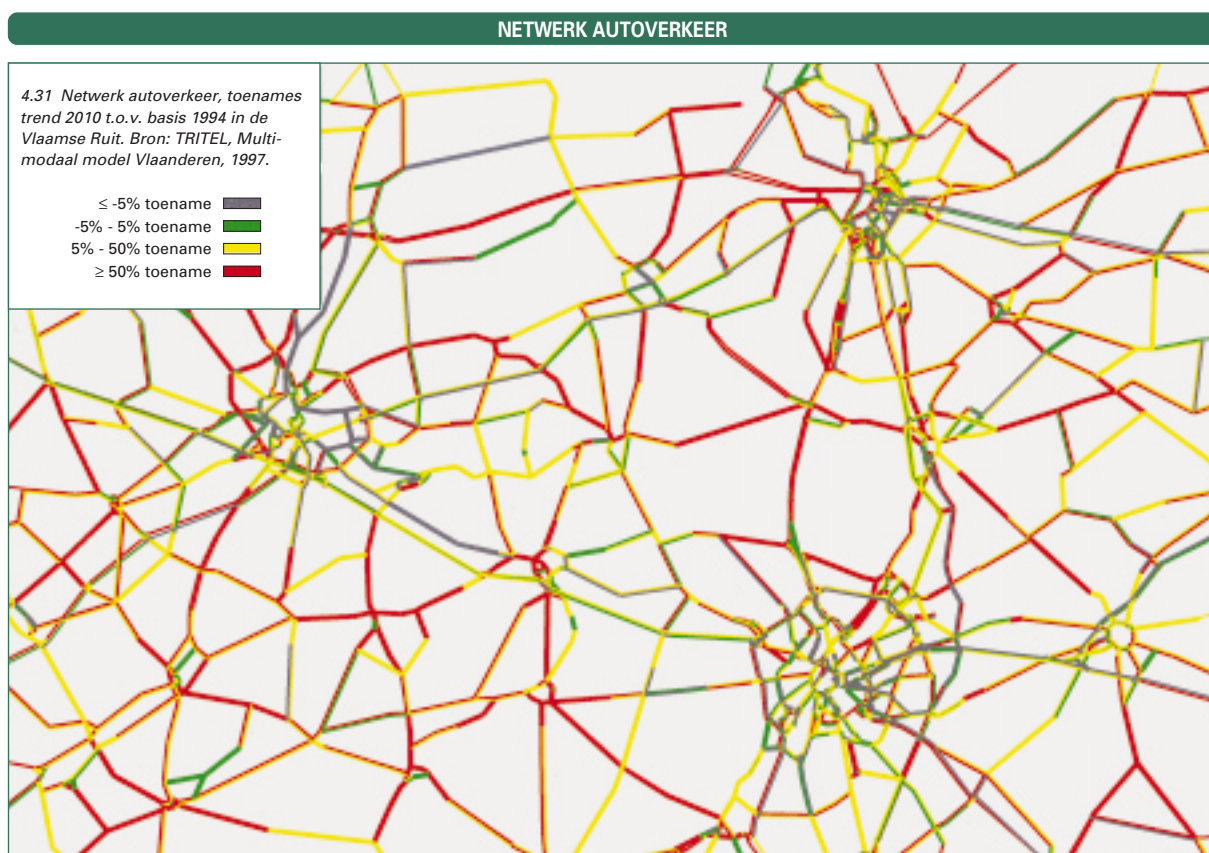 NETWERK AUTOVERKEER
4.31 Netwerk autoverkeer, toenames
trend 2010 t.o.v. basis 1994 in de
Vlaamse Ruit. Bron: TRITEL, Multi-
modaal model Vlaanderen, 1997.
≤ -5% toename
-5% - 5% toename
5% - 50% toename
≥ 50% toename